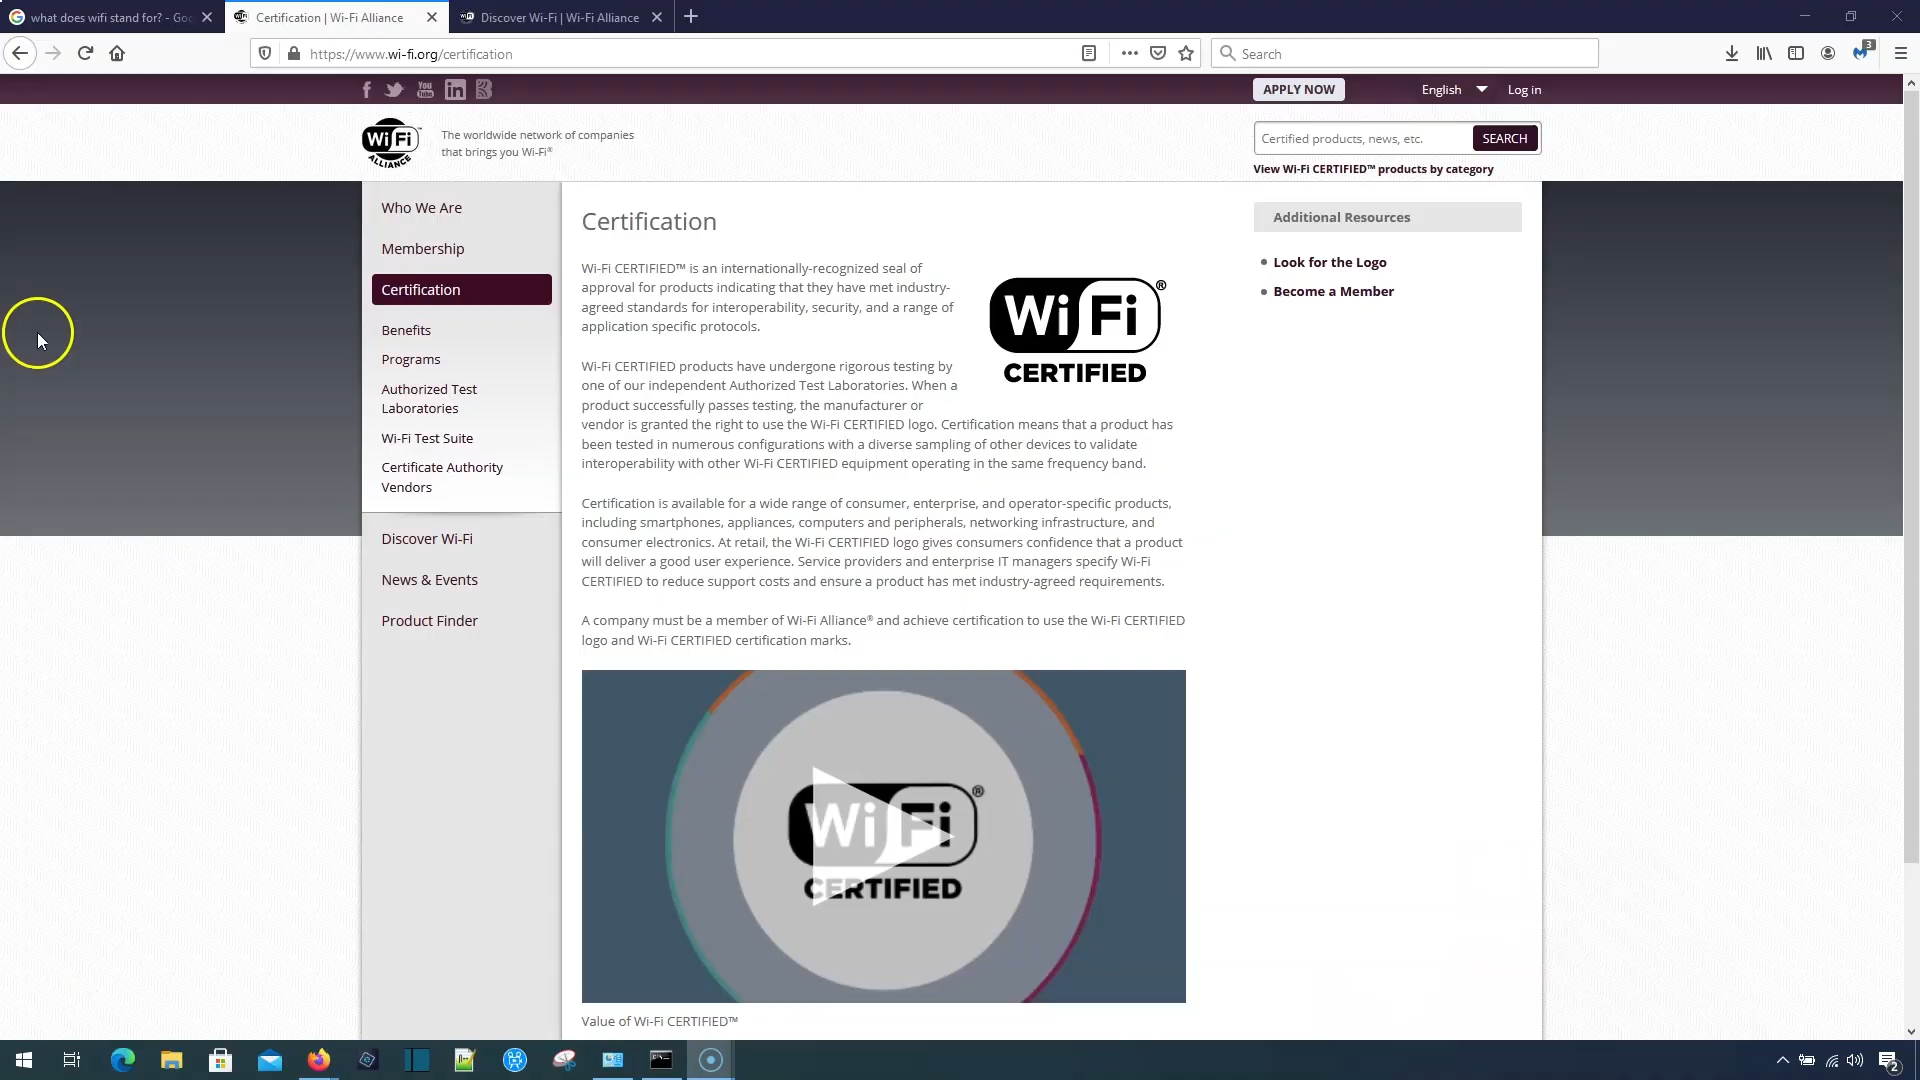 what does wifi stand for? - Goo
Certification | Wi-Fi Alliance
Discover Wi-Fi | Wi-Fi Alliance
https://www.wi-fi.org/certification
Search
3
f
You
Tube
in
APPLY NOW
English
Log in
Wi Fi
ALLIANCE
The worldwide network of companies
that brings you Wi-Fi®
Certified products, news, etc.
SEARCH
View Wi-Fi CERTIFIED™ products by category
Who We Are
Membership
Certification
Benefits
Programs
Authorized Test
Laboratories
Wi-Fi Test Suite
Certificate Authority
Vendors
Discover Wi-Fi
News & Events
Product Finder
Certification
Wi-Fi CERTIFIED™ is an internationally-recognized seal of
approval for products indicating that they have met industry-
agreed standards for interoperability, security, and a range of
application specific protocols.
Wi Fi®
CERTIFIED
Wi-Fi CERTIFIED products have undergone rigorous testing by
one of our independent Authorized Test Laboratories. When a
product successfully passes testing, the manufacturer or
vendor is granted the right to use the Wi-Fi CERTIFIED logo. Certification means that a product has
been tested in numerous configurations with a diverse sampling of other devices to validate
interoperability with other Wi-Fi CERTIFIED equipment operating in the same frequency band.
Certification is available for a wide range of consumer, enterprise, and operator-specific products,
including smartphones, appliances, computers and peripherals, networking infrastructure, and
consumer electronics. At retail, the Wi-Fi CERTIFIED logo gives consumers confidence that a product
will deliver a good user experience. Service providers and enterprise IT managers specify Wi-Fi
CERTIFIED to reduce support costs and ensure a product has met industry-agreed requirements.
A company must be a member of Wi-Fi Alliance® and achieve certification to use the Wi-Fi CERTIFIED
logo and Wi-Fi CERTIFIED certification marks.
Wi Fi®
CERTIFIED
Value of Wi-Fi CERTIFIED™
Additional Resources
Look for the Logo
Become a Member
2